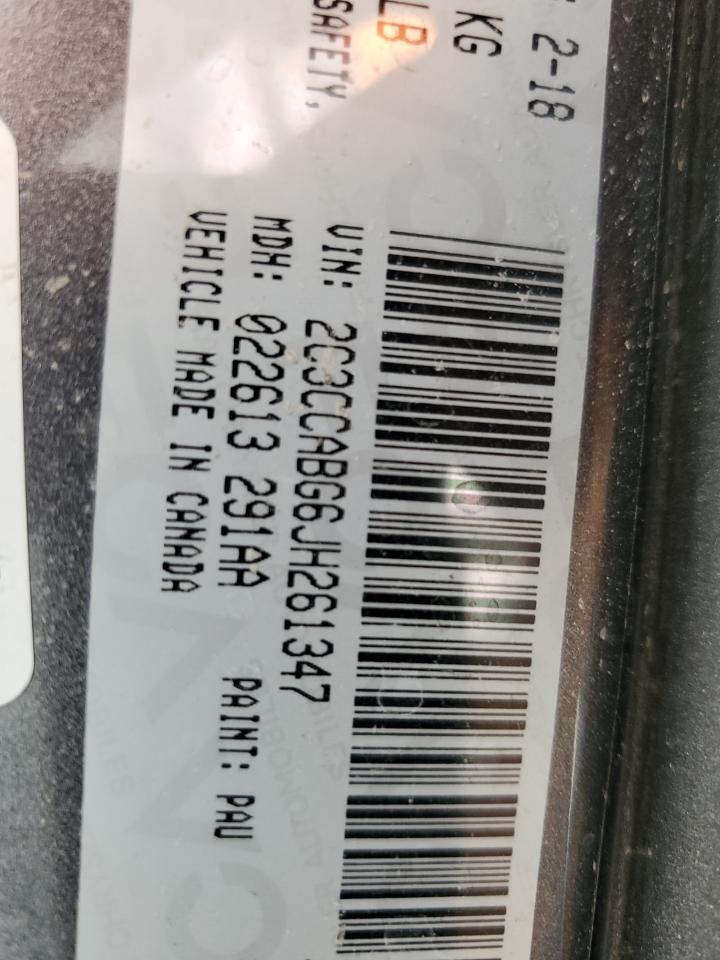 2-18
KG
LB
SAFETY,
VIN: 2C3CCABG6JH261347
MDH: 022613 291AA PAINT: PAU
VEHICLE MADE IN CANADA